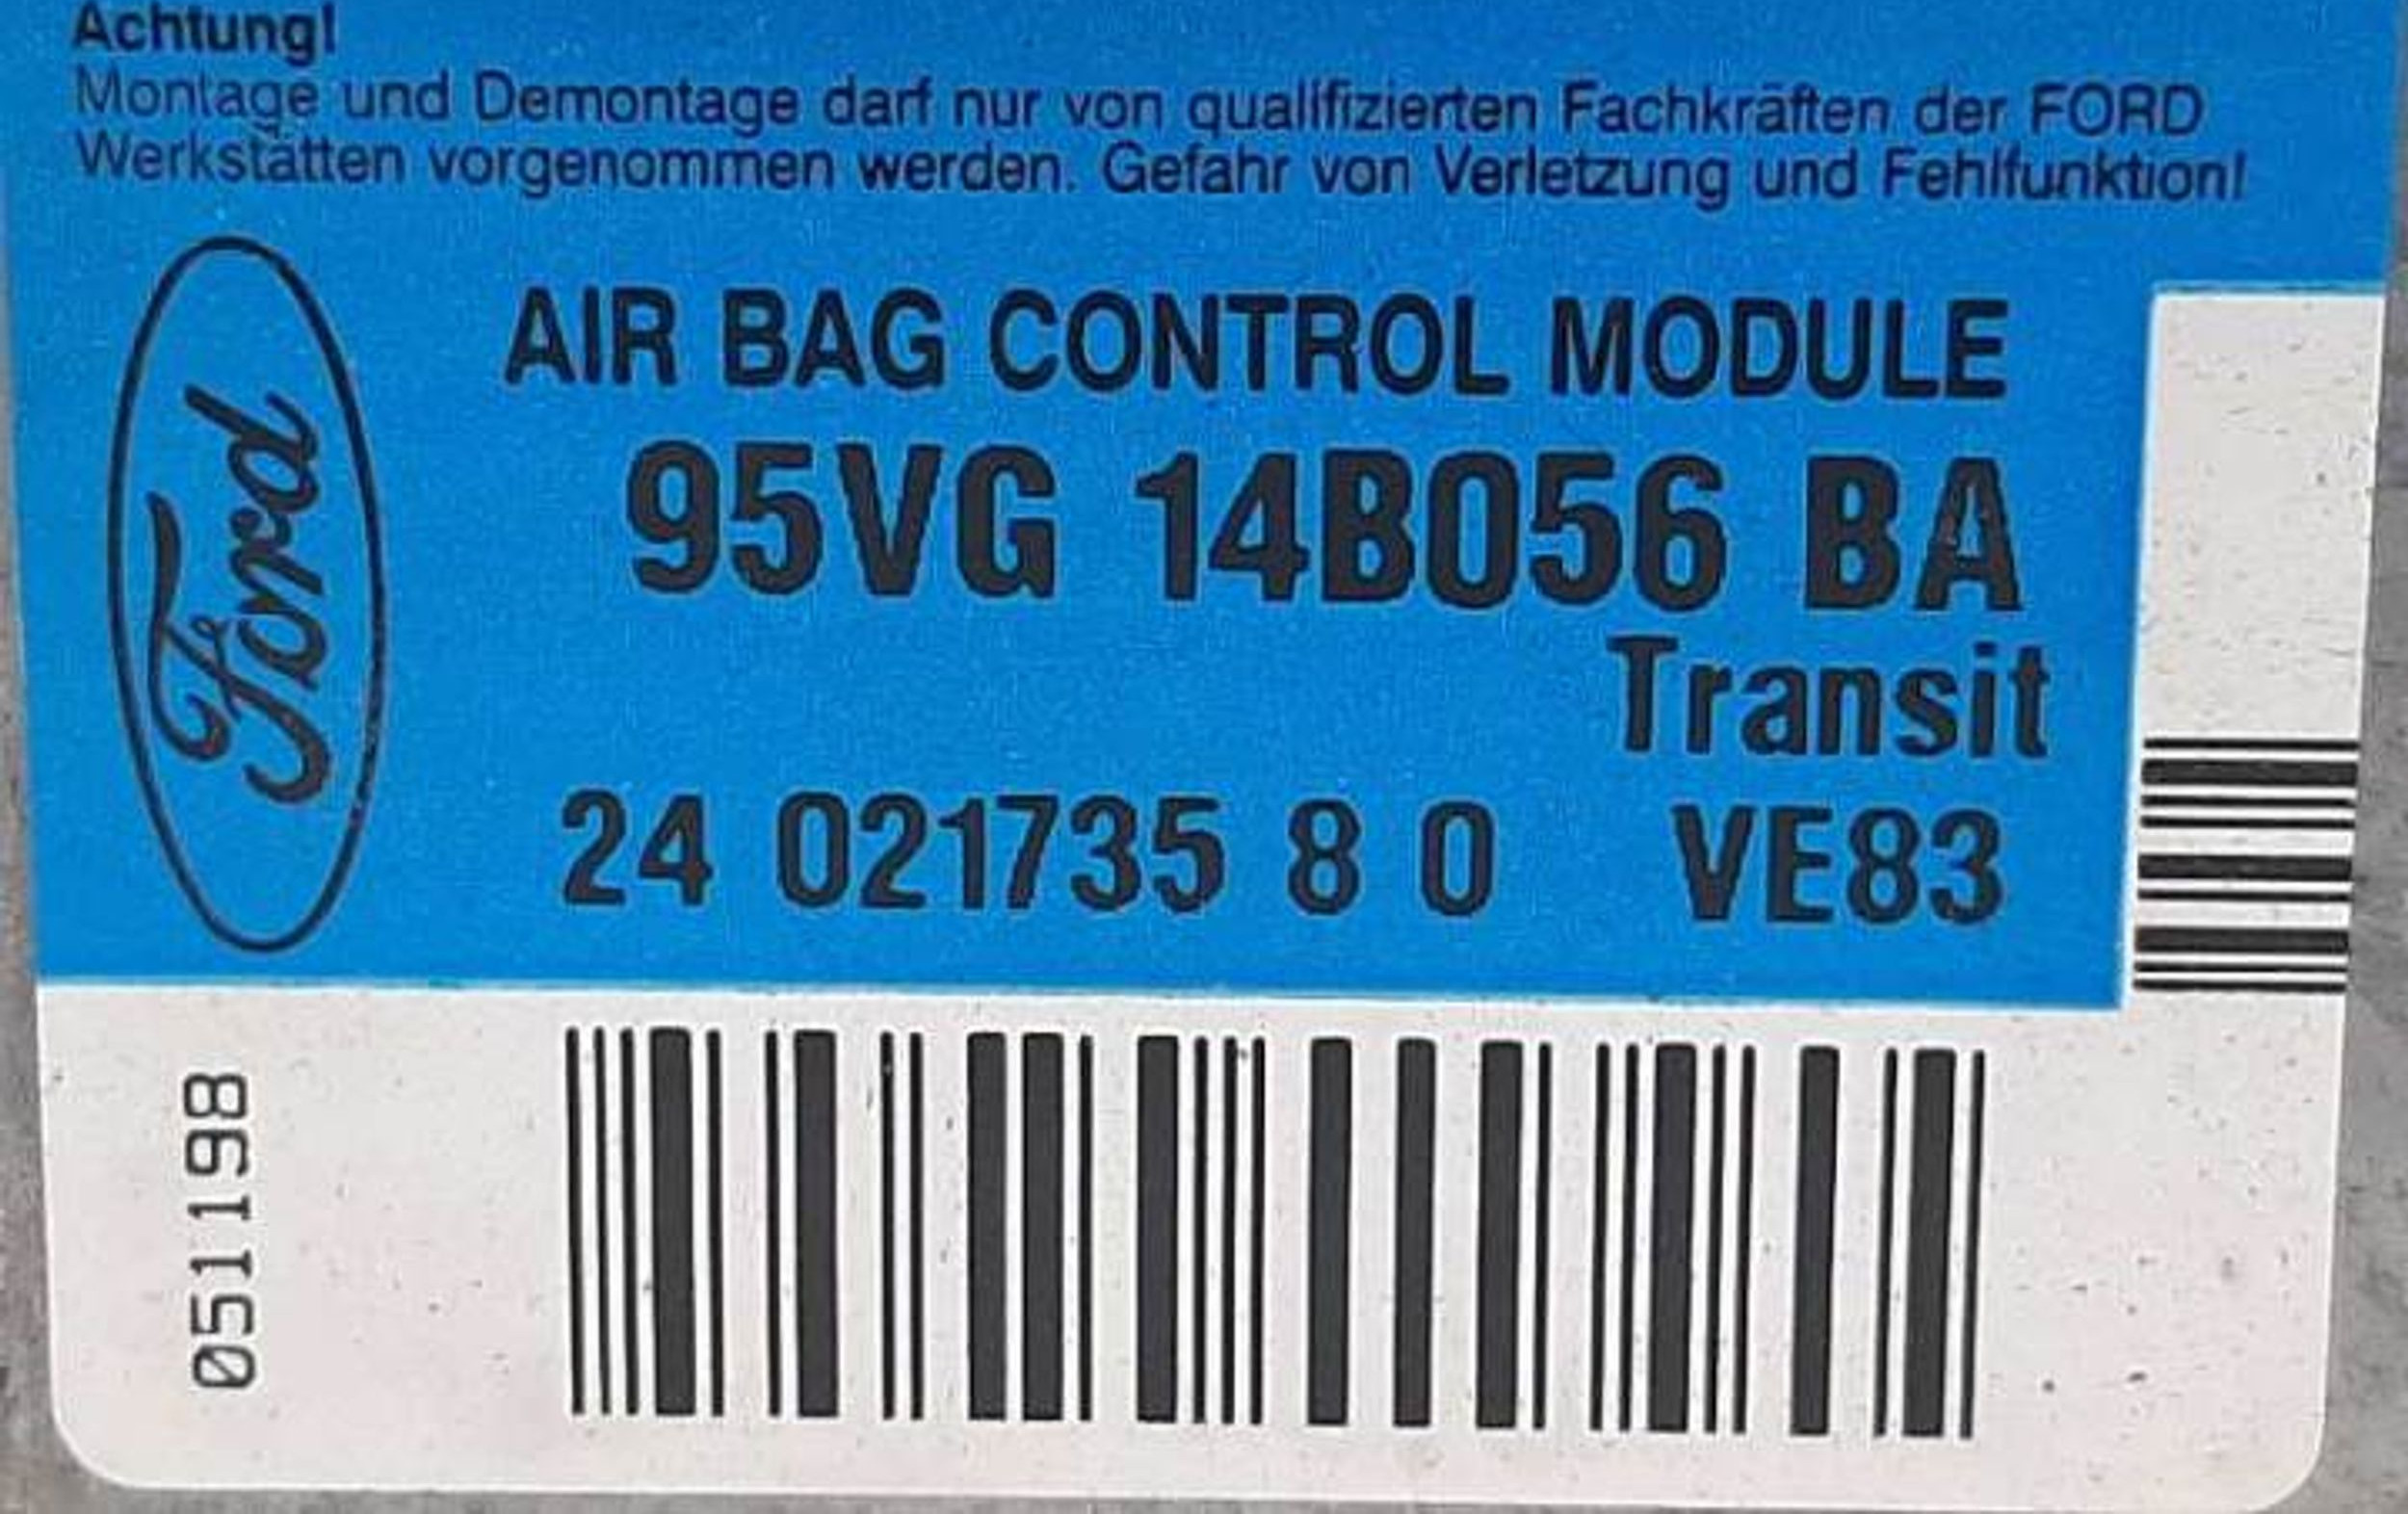 Achtung!
Montage und Demontage darf nur von qualifizierten Fachkräften der FORD
Werkstätten vorgenommen werden. Gefahr von Verletzung und Fehlfunktion!
Ford
AIR BAG CONTROL MODULE
95VG 14B056 BA
Transit
24 021735 8 0 VE83
051198